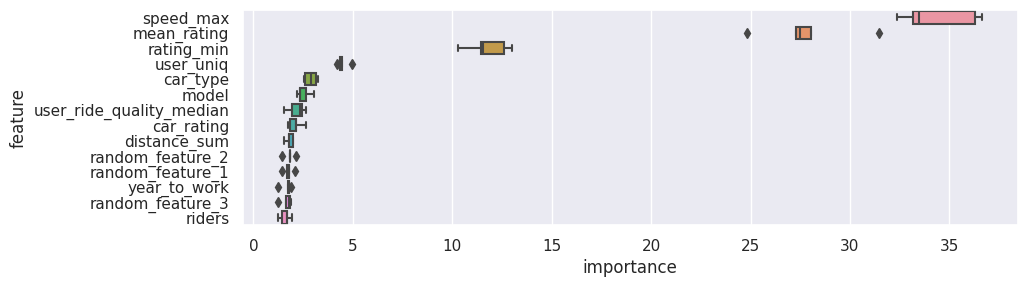 speed_max
mean_rating
rating_min
user_uniq
car_type
model
user_ride_quality_median
car_rating
distance_sum
random_feature_2
random_feature_1
year_to_work
random_feature_3
riders
feature
0 5 10 15 20 25 30 35
importance